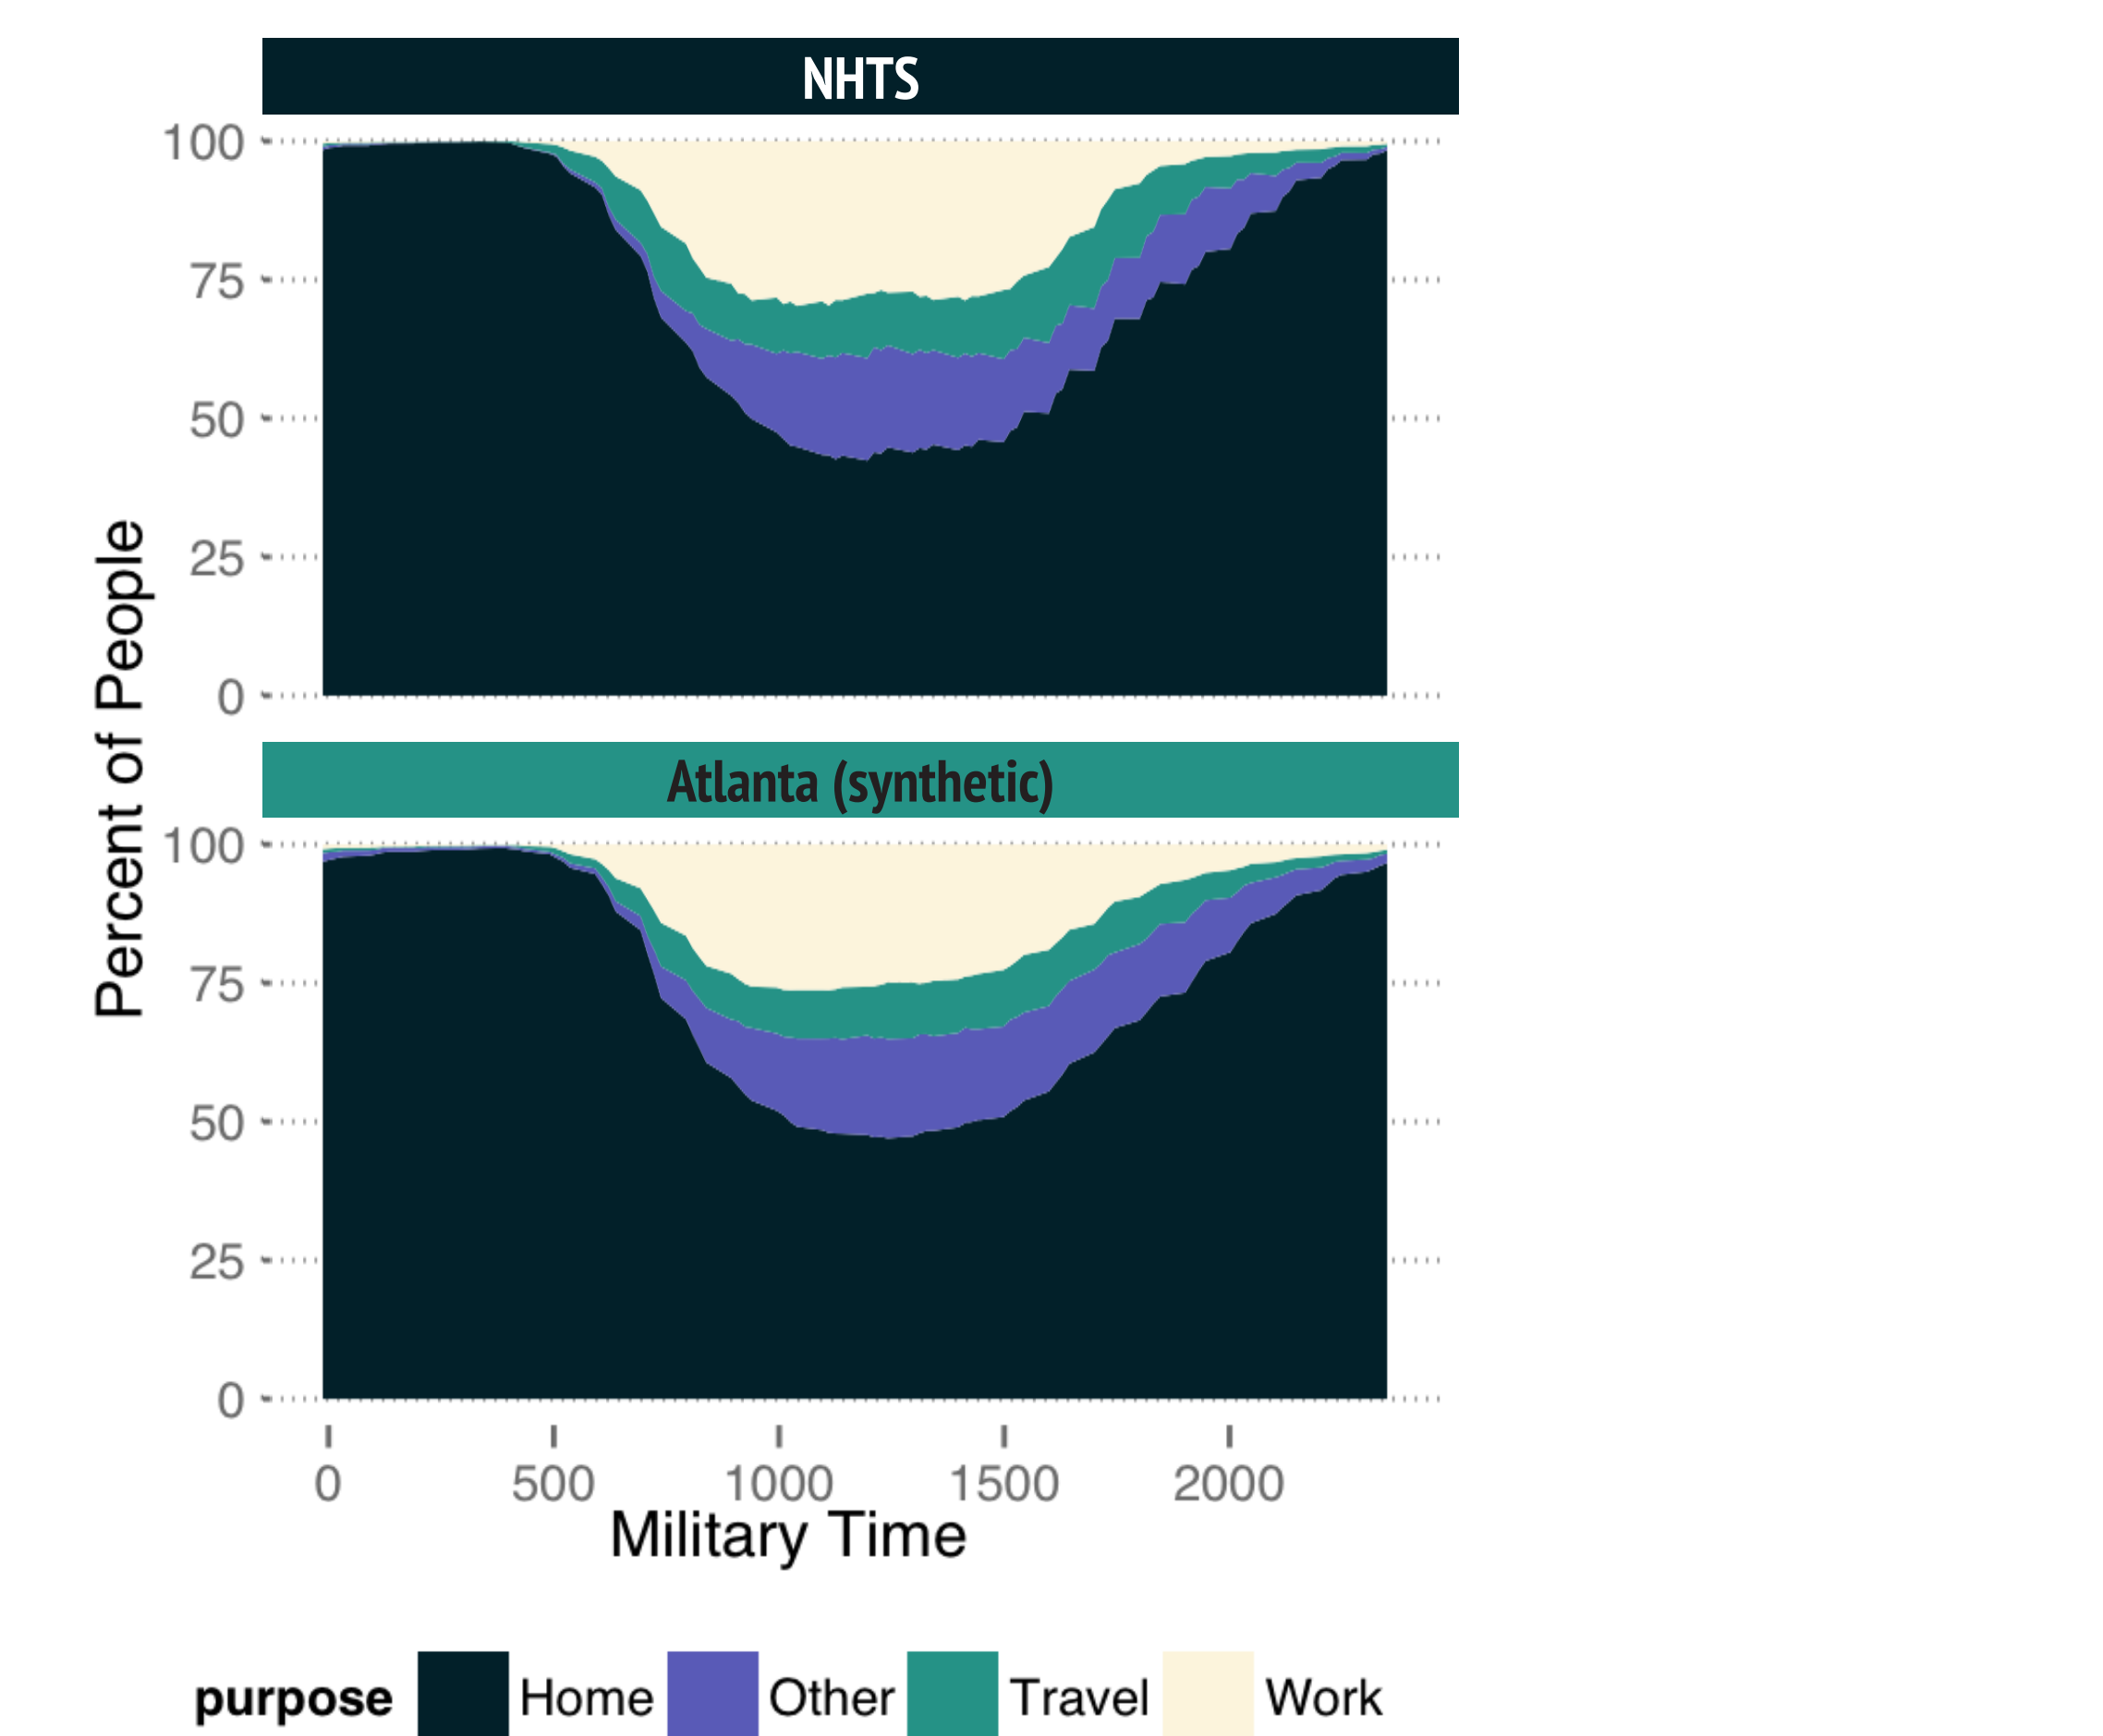 NHTS
100
75
50
25
0
Percent of People
Atlanta (synthetic)
100
75
50
25
0
0 500 1000 1500 2000
Military Time
purpose Home Other Travel Work